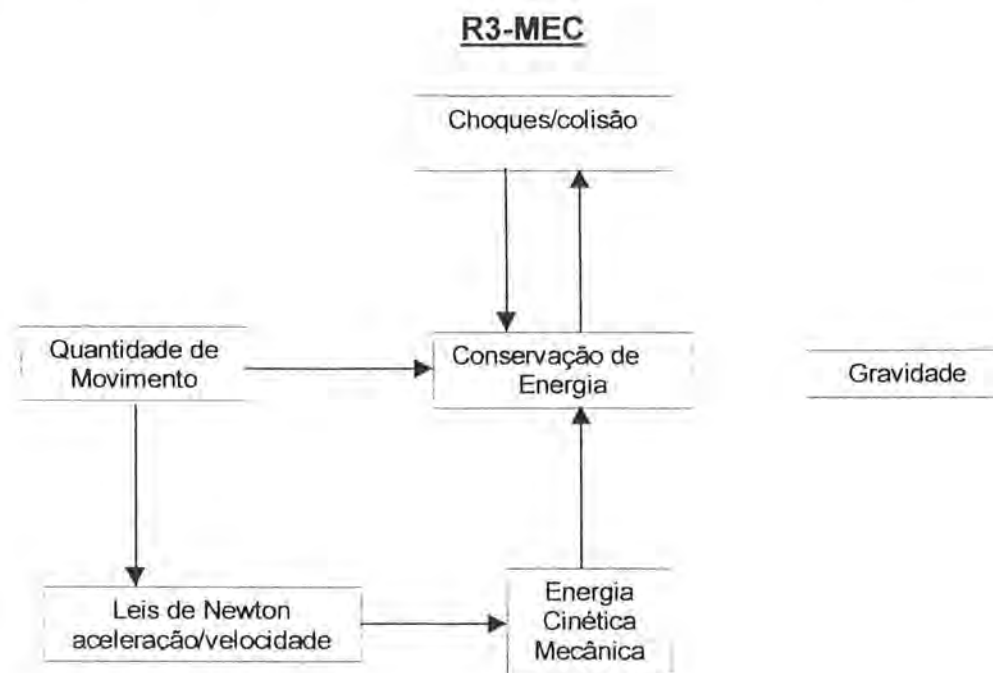 R3-MEC
Choques/colisão
Quantidade de
Movimento
Conservação de
Energia
Gravidade
Leis de Newton
aceleração/velocidade
Energia
Cinética
Mecânica